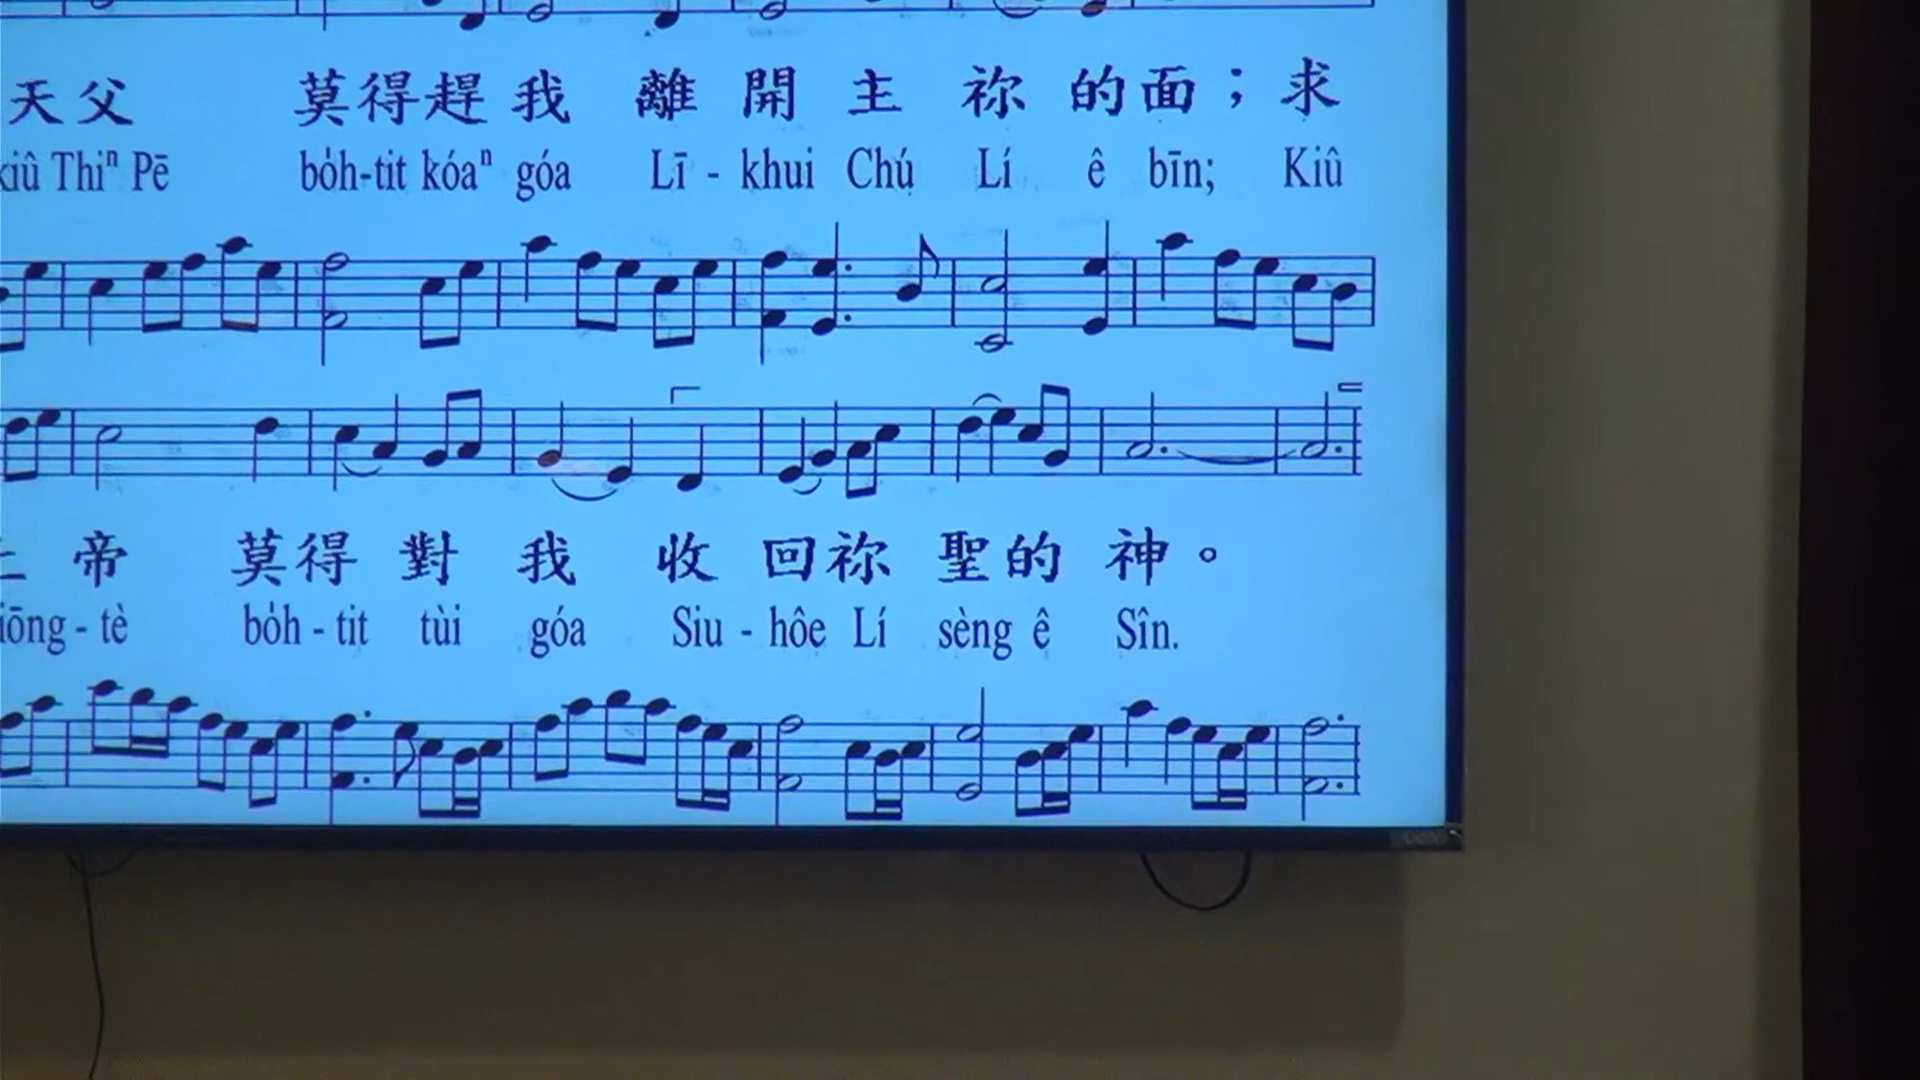 天父 莫得趕我 離開主祢的面；求
kiû Thiⁿ Pē bo̍h-tit kóaⁿ góa Lī - khui Chú Lí ê bīn; Kiû
帝 莫得對我 收回祢聖的神。
iōng - tè bo̍h - tit tùi góa Siu - hôe Lí sèng ê Sîn.